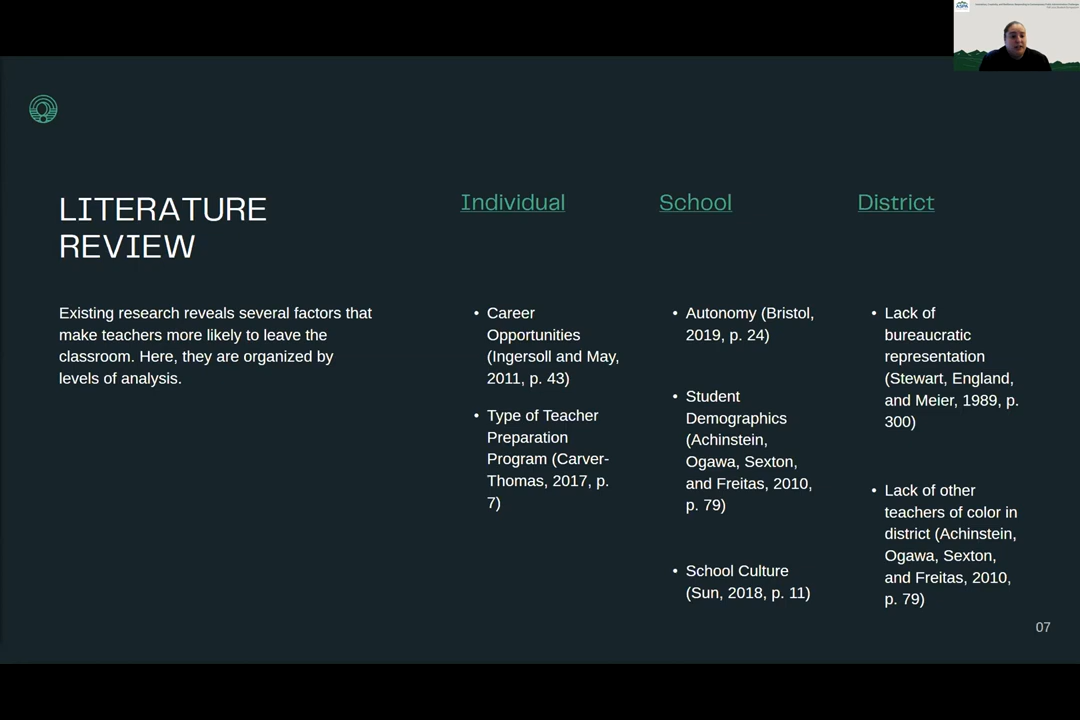 ASPA
LITERATURE
REVIEW
Existing research reveals several factors that
make teachers more likely to leave the
classroom. Here, they are organized by
levels of analysis.
Individual
• Career
Opportunities
(Ingersoll and May,
2011, p. 43)
• Type of Teacher
Preparation
Program (Carver-
Thomas, 2017, p.
7)
School
• Autonomy (Bristol,
2019, p. 24)
• Student
Demographics
(Achinstein,
Ogawa, Sexton,
and Freitas, 2010,
p. 79)
• School Culture
(Sun, 2018, p. 11)
District
• Lack of
bureaucratic
representation
(Stewart, England,
and Meier, 1989, p.
300)
• Lack of other
teachers of color in
district (Achinstein,
Ogawa, Sexton,
and Freitas, 2010,
p. 79)
07